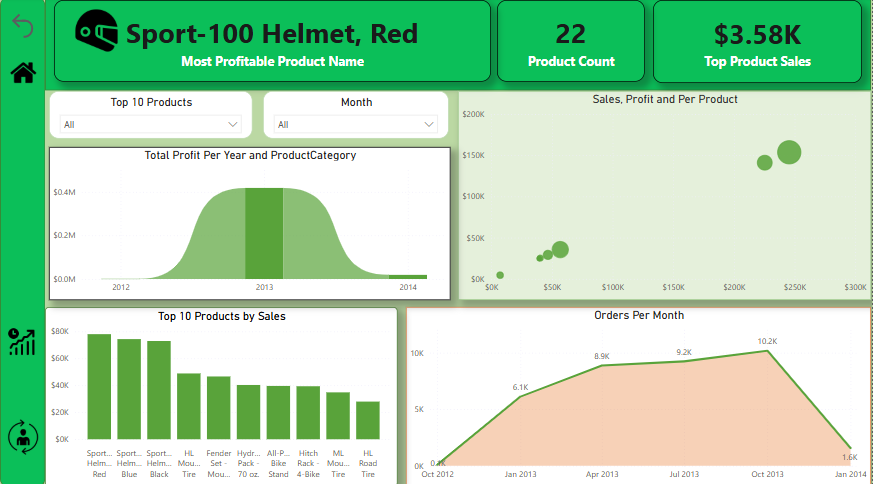 Sport-100 Helmet, Red
Most Profitable Product Name
22
Product Count
$3.58K
Top Product Sales
Top 10 Products
All
Month
All
Total Profit Per Year and ProductCategory
$0.4M
$0.2M
$0.0M
2012 2013 2014
Sales, Profit and Per Product
$200K
$150K
$100K
$50K
$0K
$0K $50K $100K $150K $200K $250K $300K
Top 10 Products by Sales
$80K
$60K
$40K
$20K
$0K
Sport... Sport... Sport... HL Fender Hydr... All-P... Hitch ML HL
Helm... Helm... Helm... Mou... Set - Pack - Bike Rack - Mou... Road
Red Blue Black Tire Mou... 70 oz. Stand 4-Bike Tire Tire
Orders Per Month
10K
5K
0K
0.1K
6.1K
8.9K
9.2K
10.2K
1.6K
Oct 2012 Jan 2013 Apr 2013 Jul 2013 Oct 2013 Jan 2014